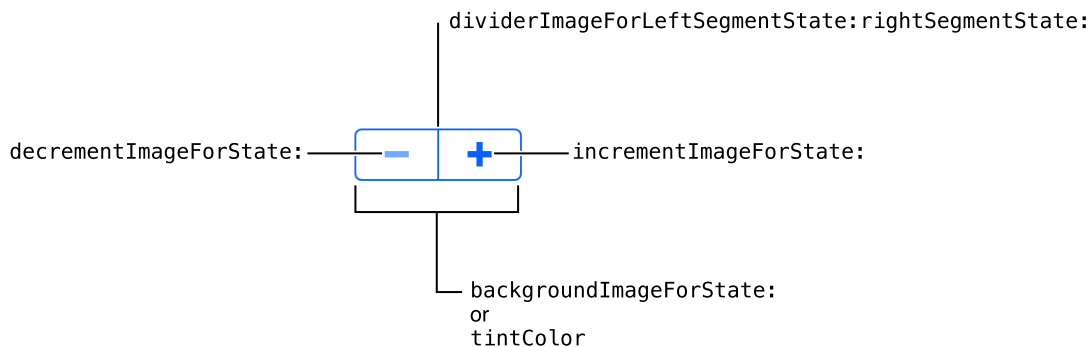 dividerImageForLeftSegmentState:rightSegmentState:
decrementImageForState:
incrementImageForState:
backgroundImageForState:
or
tintColor